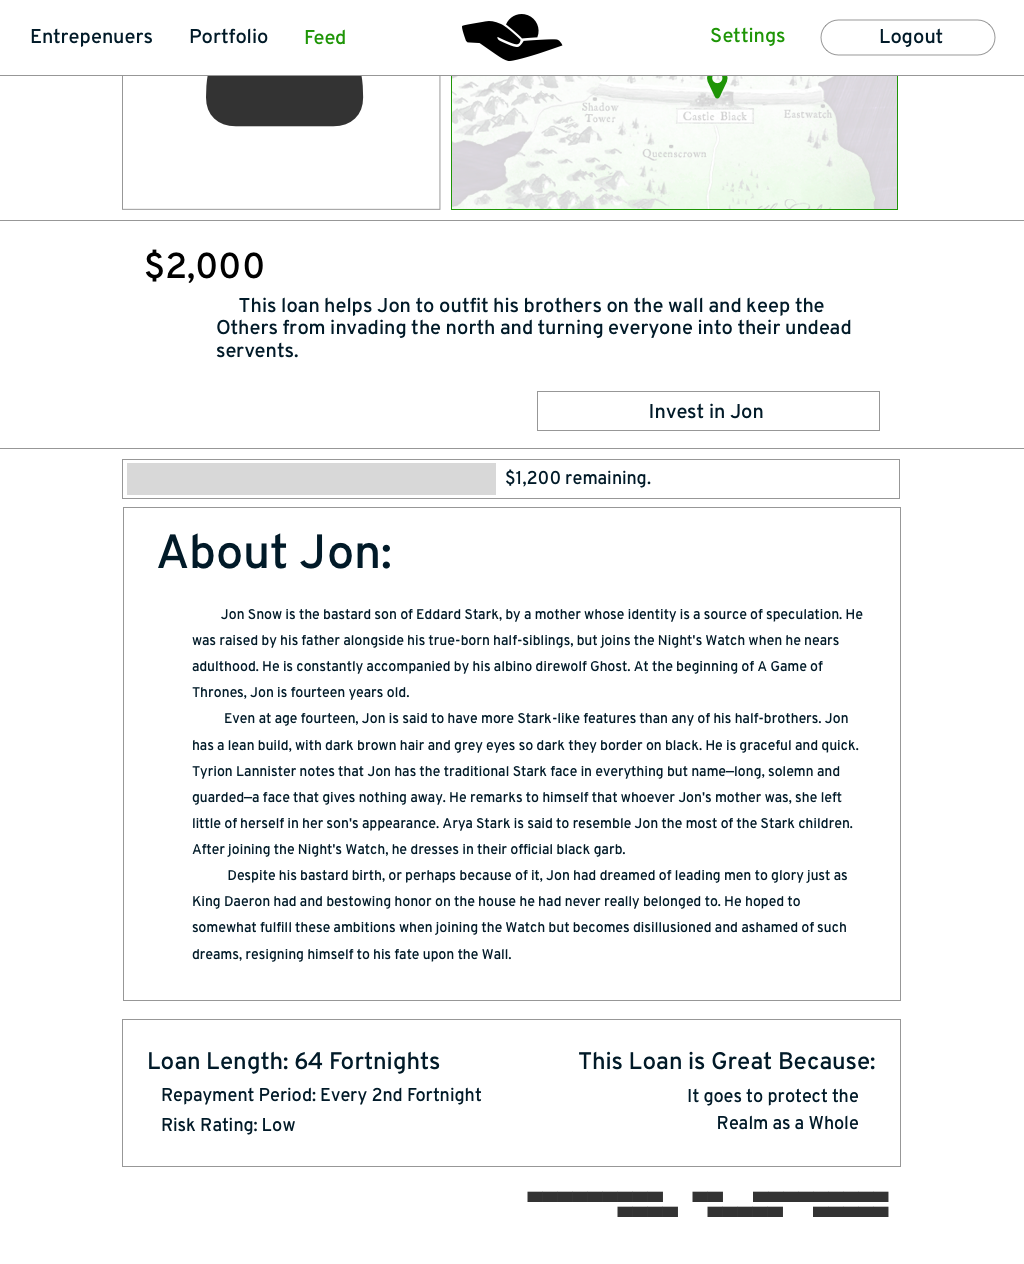 Entrepenuers Portfolio Feed Settings Logout
Shadow
Tower
Castle Black
Eastwatch
Queenscrown
$2,000
This loan helps Jon to outfit his brothers on the wall and keep the
Others from invading the north and turning everyone into their undead
servents.
Invest in Jon
$1,200 remaining.
About Jon:
Jon Snow is the bastard son of Eddard Stark, by a mother whose identity is a source of speculation. He
was raised by his father alongside his true-born half-siblings, but joins the Night's Watch when he nears
adulthood. He is constantly accompanied by his albino direwolf Ghost. At the beginning of A Game of
Thrones, Jon is fourteen years old.
Even at age fourteen, Jon is said to have more Stark-like features than any of his half-brothers. Jon
has a lean build, with dark brown hair and grey eyes so dark they border on black. He is graceful and quick.
Tyrion Lannister notes that Jon has the traditional Stark face in everything but name—long, solemn and
guarded—a face that gives nothing away. He remarks to himself that whoever Jon's mother was, she left
little of herself in her son's appearance. Arya Stark is said to resemble Jon the most of the Stark children.
After joining the Night's Watch, he dresses in their official black garb.
Despite his bastard birth, or perhaps because of it, Jon had dreamed of leading men to glory just as
King Daeron had and bestowing honor on the house he had never really belonged to. He hoped to
somewhat fulfill these ambitions when joining the Watch but becomes disillusioned and ashamed of such
dreams, resigning himself to his fate upon the Wall.
Loan Length: 64 Fortnights
Repayment Period: Every 2nd Fortnight
Risk Rating: Low
This Loan is Great Because:
It goes to protect the
Realm as a Whole